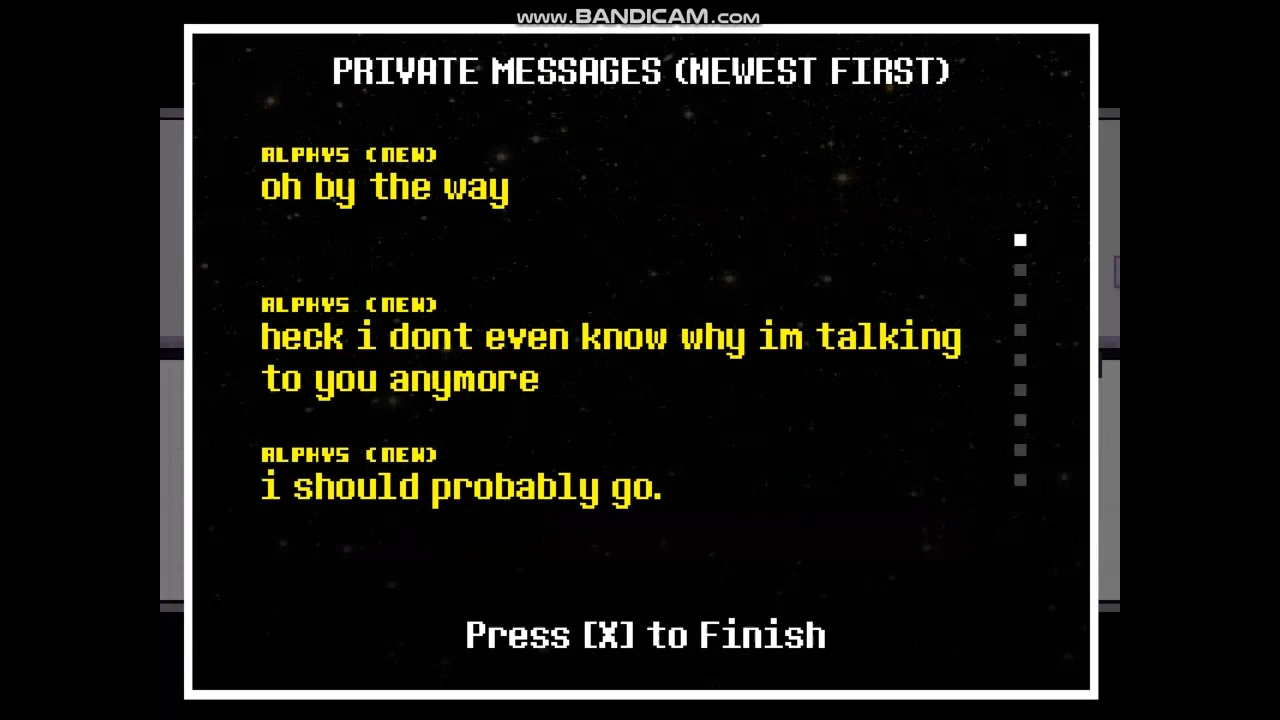 www.BANDICAM.com
PRIVATE MESSAGES (NEWEST FIRST)
ALPHYS (NEW)
oh by the way
ALPHYS (NEW)
heck i dont even know why im talking
to you anymore
ALPHYS (NEW)
i should probably go.
Press [X] to Finish